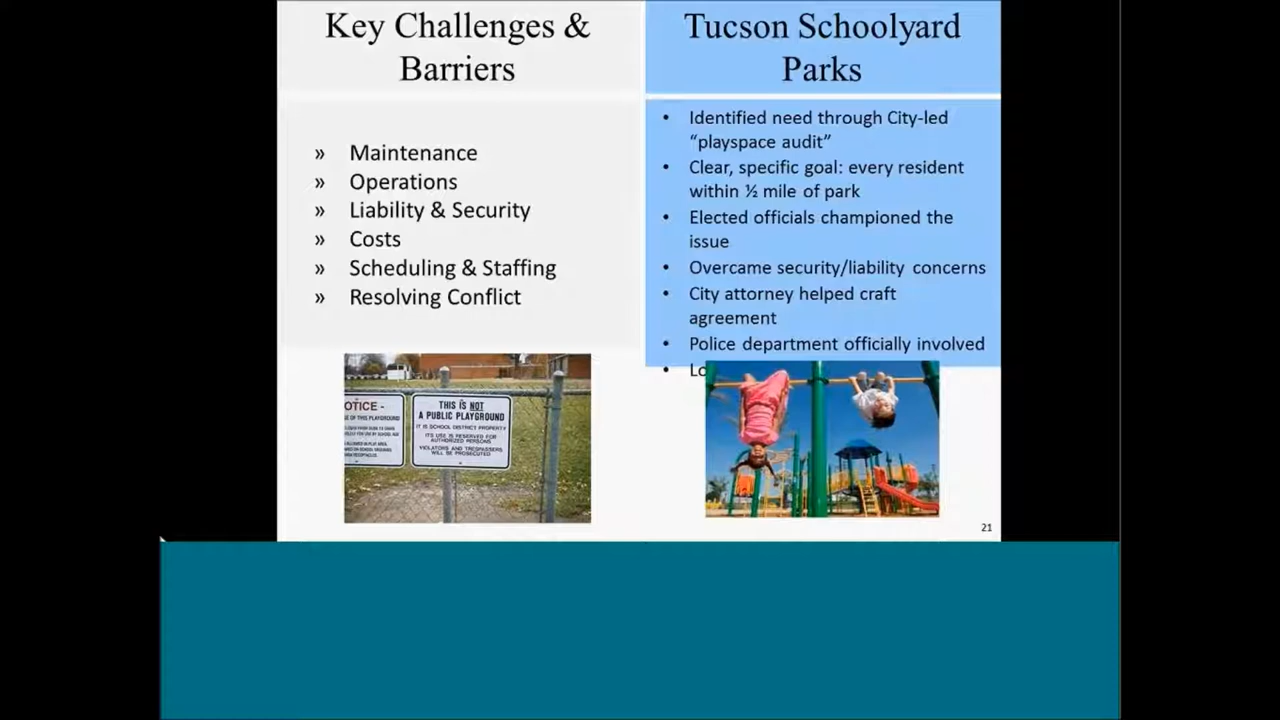 Key Challenges &
Barriers
» Maintenance
» Operations
» Liability & Security
» Costs
» Scheduling & Staffing
» Resolving Conflict
OTICE -
THIS IS NOT
A PUBLIC PLAYGROUND
IT IS SCHOOL DISTRICT PROPERTY
ITS USE IS RESERVED FOR
AUTHORIZED PERSONS
VIOLATORS AND TRESPASSERS
WILL BE PROSECUTED
Tucson Schoolyard
Parks
• Identified need through City-led
“playspace audit”
• Clear, specific goal: every resident
within ½ mile of park
• Elected officials championed the
issue
• Overcame security/liability concerns
• City attorney helped craft
agreement
• Police department officially involved
• Lo
21